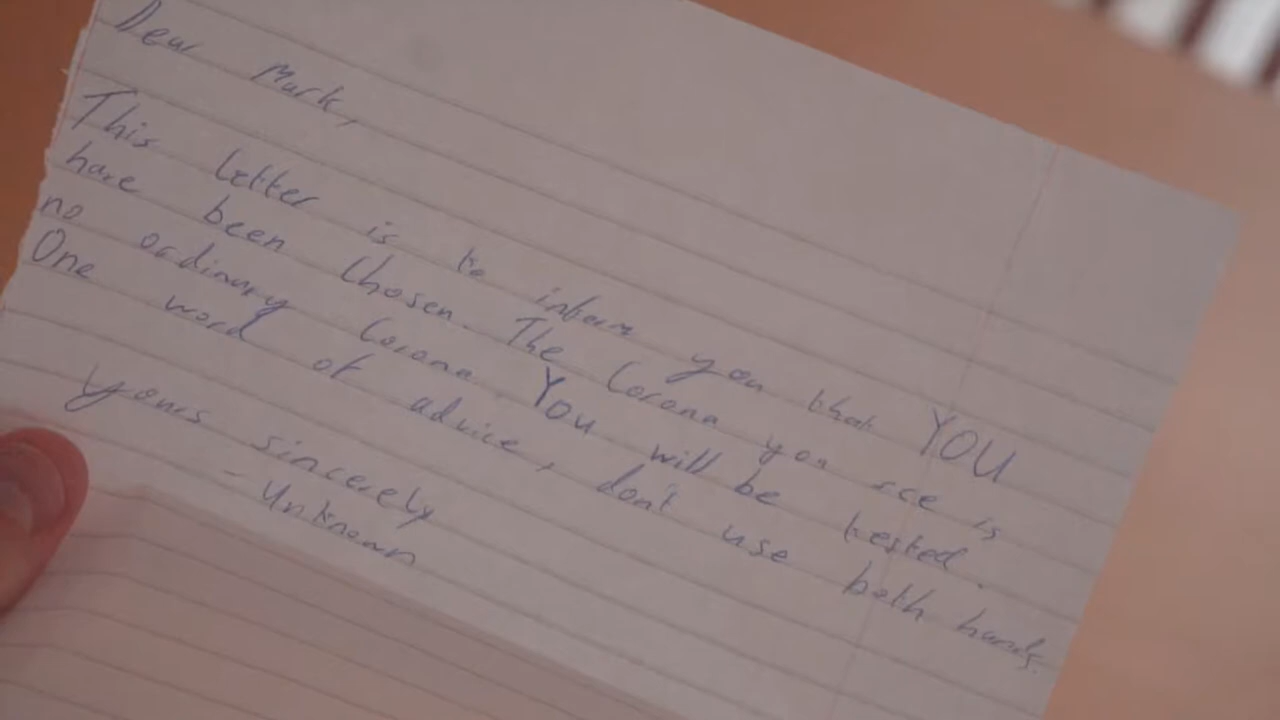 Dear Mark,
This letter is to inform you that YOU
have been Chosen. The Corona you see is
no ordinary Corona. You will be tested.
One word of advice, don't use both hands.
Yours sincerely
- Unknown